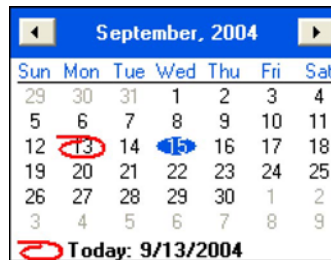 September, 2004
Sun Mon Tue Wed Thu Fri Sat
29 30 31 1 2 3 4
5 6 7 8 9 10 11
12 13 14 15 16 17 18
19 20 21 22 23 24 25
26 27 28 29 30 1 2
3 4 5 6 7 8 9
Today: 9/13/2004